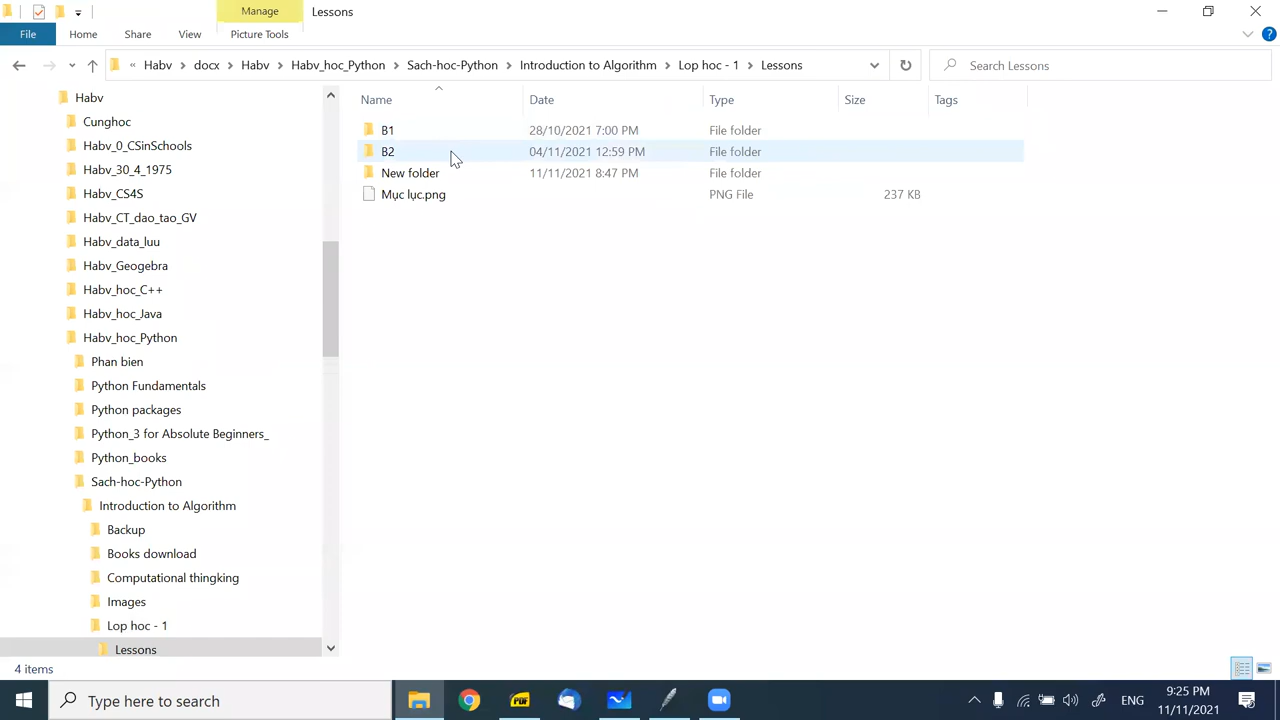 Manage
Lessons
File
Home
Share
View
Picture Tools
« Habv > docx > Habv > Habv_hoc_Python > Sach-hoc-Python > Introduction to Algorithm > Lop hoc - 1 > Lessons
Search Lessons
Name Date Type Size Tags
B1 28/10/2021 7:00 PM File folder
B2 04/11/2021 12:59 PM File folder
New folder 11/11/2021 8:47 PM File folder
Mục lục.png PNG File 237 KB
Habv
Cunghoc
Habv_0_CSinSchools
Habv_30_4_1975
Habv_CS4S
Habv_CT_dao_tao_GV
Habv_data_luu
Habv_Geogebra
Habv_hoc_C++
Habv_hoc_Java
Habv_hoc_Python
Phan bien
Python Fundamentals
Python packages
Python_3 for Absolute Beginners_
Python_books
Sach-hoc-Python
Introduction to Algorithm
Backup
Books download
Computational thingking
Images
Lop hoc - 1
Lessons
4 items
Type here to search
PDF
ENG
9:25 PM
11/11/2021